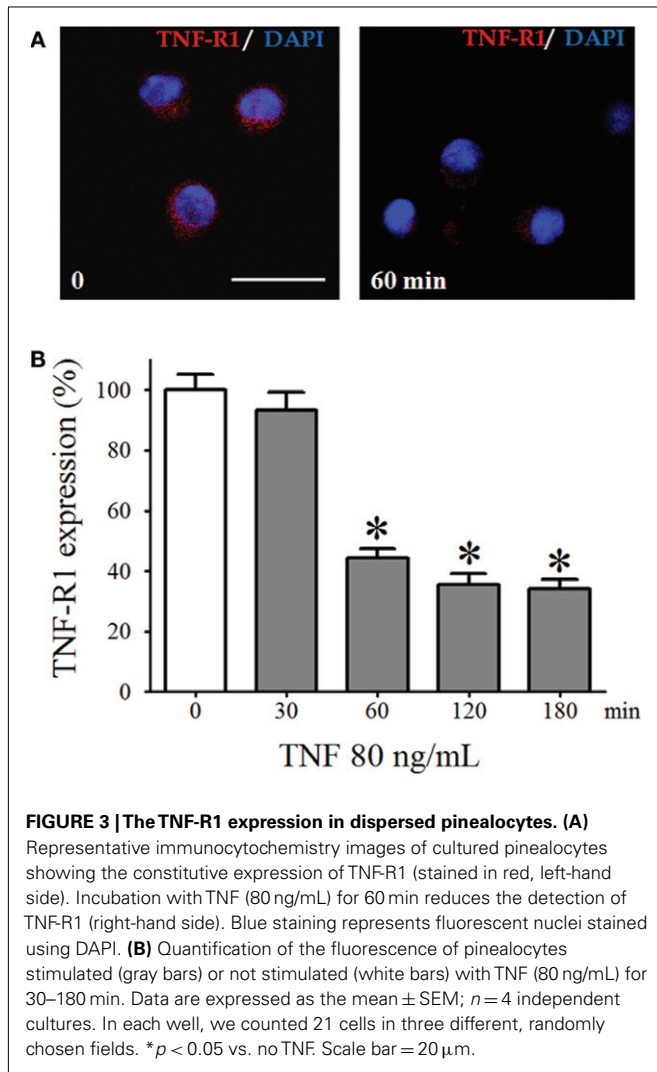 A
TNF-R1/ DAPI
TNF-R1/ DAPI
0
60 min
B
TNF-R1 expression (%)
100
80
60
40
20
0
* * *
0 30 60 120 180 min
TNF 80 ng/mL
FIGURE 3 | The TNF-R1 expression in dispersed pinealocytes. (A)
Representative immunocytochemistry images of cultured pinealocytes
showing the constitutive expression of TNF-R1 (stained in red, left-hand
side). Incubation with TNF (80 ng/mL) for 60 min reduces the detection of
TNF-R1 (right-hand side). Blue staining represents fluorescent nuclei stained
using DAPI. (B) Quantification of the fluorescence of pinealocytes
stimulated (gray bars) or not stimulated (white bars) with TNF (80 ng/mL) for
30–180 min. Data are expressed as the mean ± SEM; n = 4 independent
cultures. In each well, we counted 21 cells in three different, randomly
chosen fields. *p < 0.05 vs. no TNF. Scale bar = 20 μm.